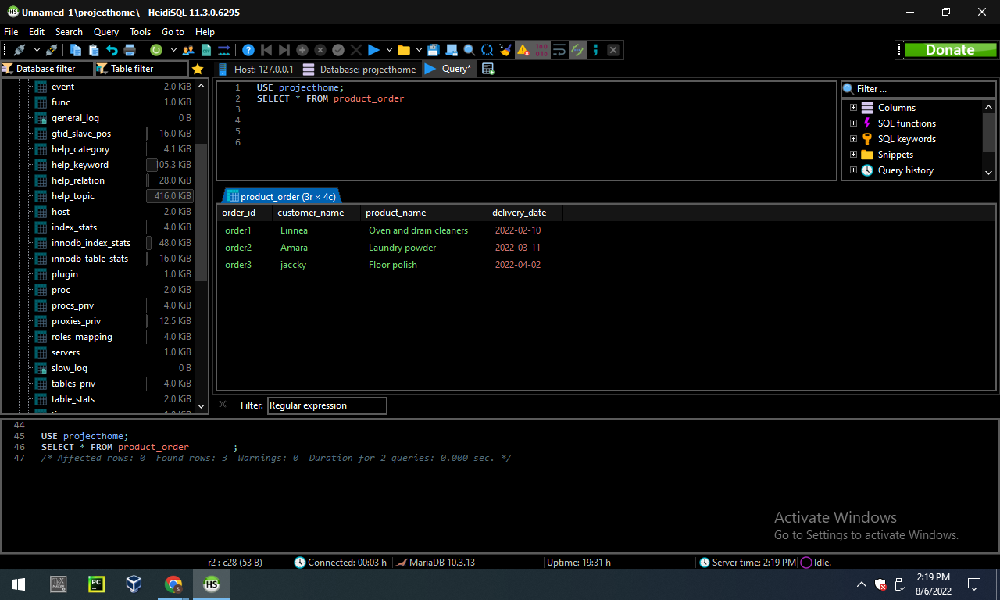 Unnamed-1\projecthome\ - HeidiSQL 11.3.0.6295
File Edit Search Query Tools Go to Help
Donate
Database filter Table filter
Host: 127.0.0.1 Database: projecthome Query*
event 2.0 KiB
func 1.0 KiB
general_log 0 B
gtid_slave_pos 16.0 KiB
help_category 4.1 KiB
help_keyword 105.3 KiB
help_relation 28.0 KiB
help_topic 416.0 KiB
host 2.0 KiB
index_stats 4.0 KiB
innodb_index_stats 48.0 KiB
innodb_table_stats 16.0 KiB
plugin 1.0 KiB
proc 2.0 KiB
procs_priv 4.0 KiB
proxies_priv 12.5 KiB
roles_mapping 4.0 KiB
servers 1.0 KiB
slow_log 0 B
tables_priv 4.0 KiB
table_stats 2.0 KiB
1 USE projecthome;
2 SELECT * FROM product_order
3
4
5
6
Filter ...
Columns
SQL functions
SQL keywords
Snippets
Query history
product_order (3r × 4c)
order_id customer_name product_name delivery_date
order1 Linnea Oven and drain cleaners 2022-02-10
order2 Amara Laundry powder 2022-03-11
order3 jaccky Floor polish 2022-04-02
Filter: Regular expression
44
45 USE projecthome;
46 SELECT * FROM product_order ;
47 /* Affected rows: 0 Found rows: 3 Warnings: 0 Duration for 2 queries: 0.000 sec. */
Activate Windows
Go to Settings to activate Windows.
r2 : c28 (53 B) Connected: 00:03 h MariaDB 10.3.13 Uptime: 19:31 h Server time: 2:19 PM Idle.
2:19 PM
8/6/2022